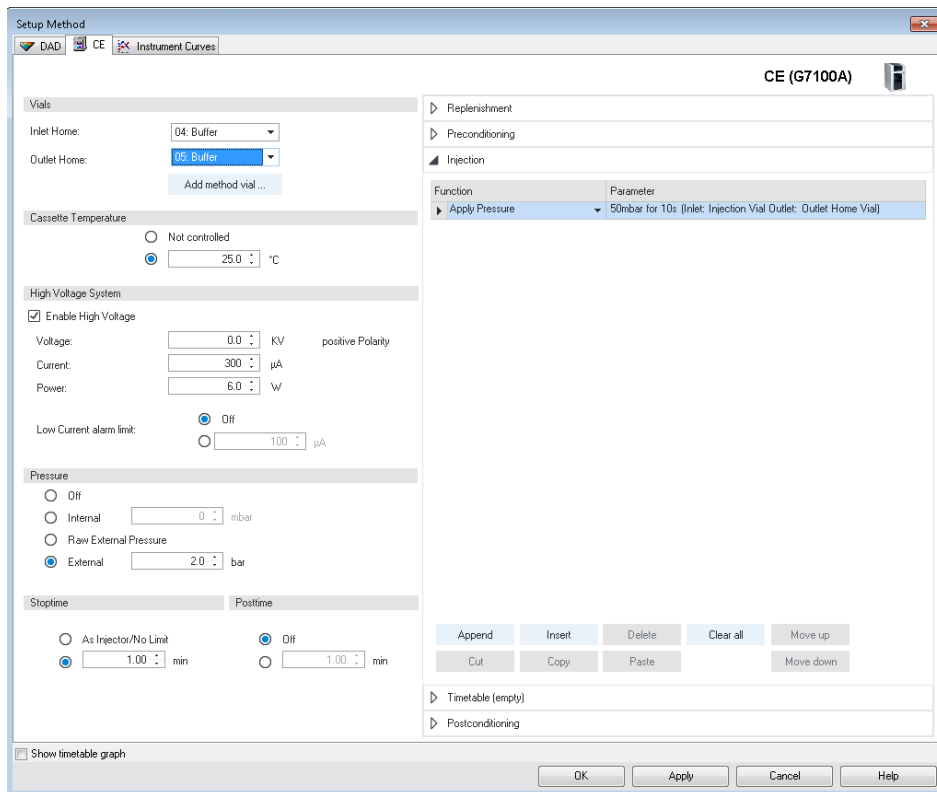 Setup Method
DAD CE Instrument Curves
CE (G7100A)
Vials
Inlet Home: 04: Buffer
Outlet Home: 05: Buffer
Add method vial ...
Cassette Temperature
Not controlled
25.0 °C
High Voltage System
Enable High Voltage
Voltage: 0.0 KV positive Polarity
Current: 300 µA
Power: 6.0 W
Low Current alarm limit: Off
100 µA
Pressure
Off
Internal 0 mbar
Raw External Pressure
External 2.0 bar
Stoptime Posttime
As Injector/No Limit Off
1.00 min 1.00 min
Replenishment
Preconditioning
Injection
Function Parameter
Apply Pressure 50mbar for 10s (Inlet: Injection Vial Outlet: Outlet Home Vial)
Append Insert Delete Clear all Move up
Cut Copy Paste Move down
Timetable (empty)
Postconditioning
Show timetable graph
OK Apply Cancel Help